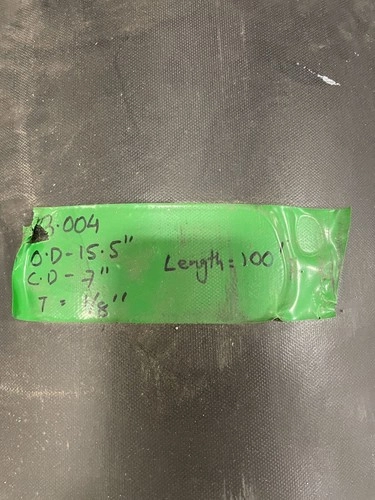 B-004
O.D-15.5"
C.D-7"
T = 1/8"
Length = 100'